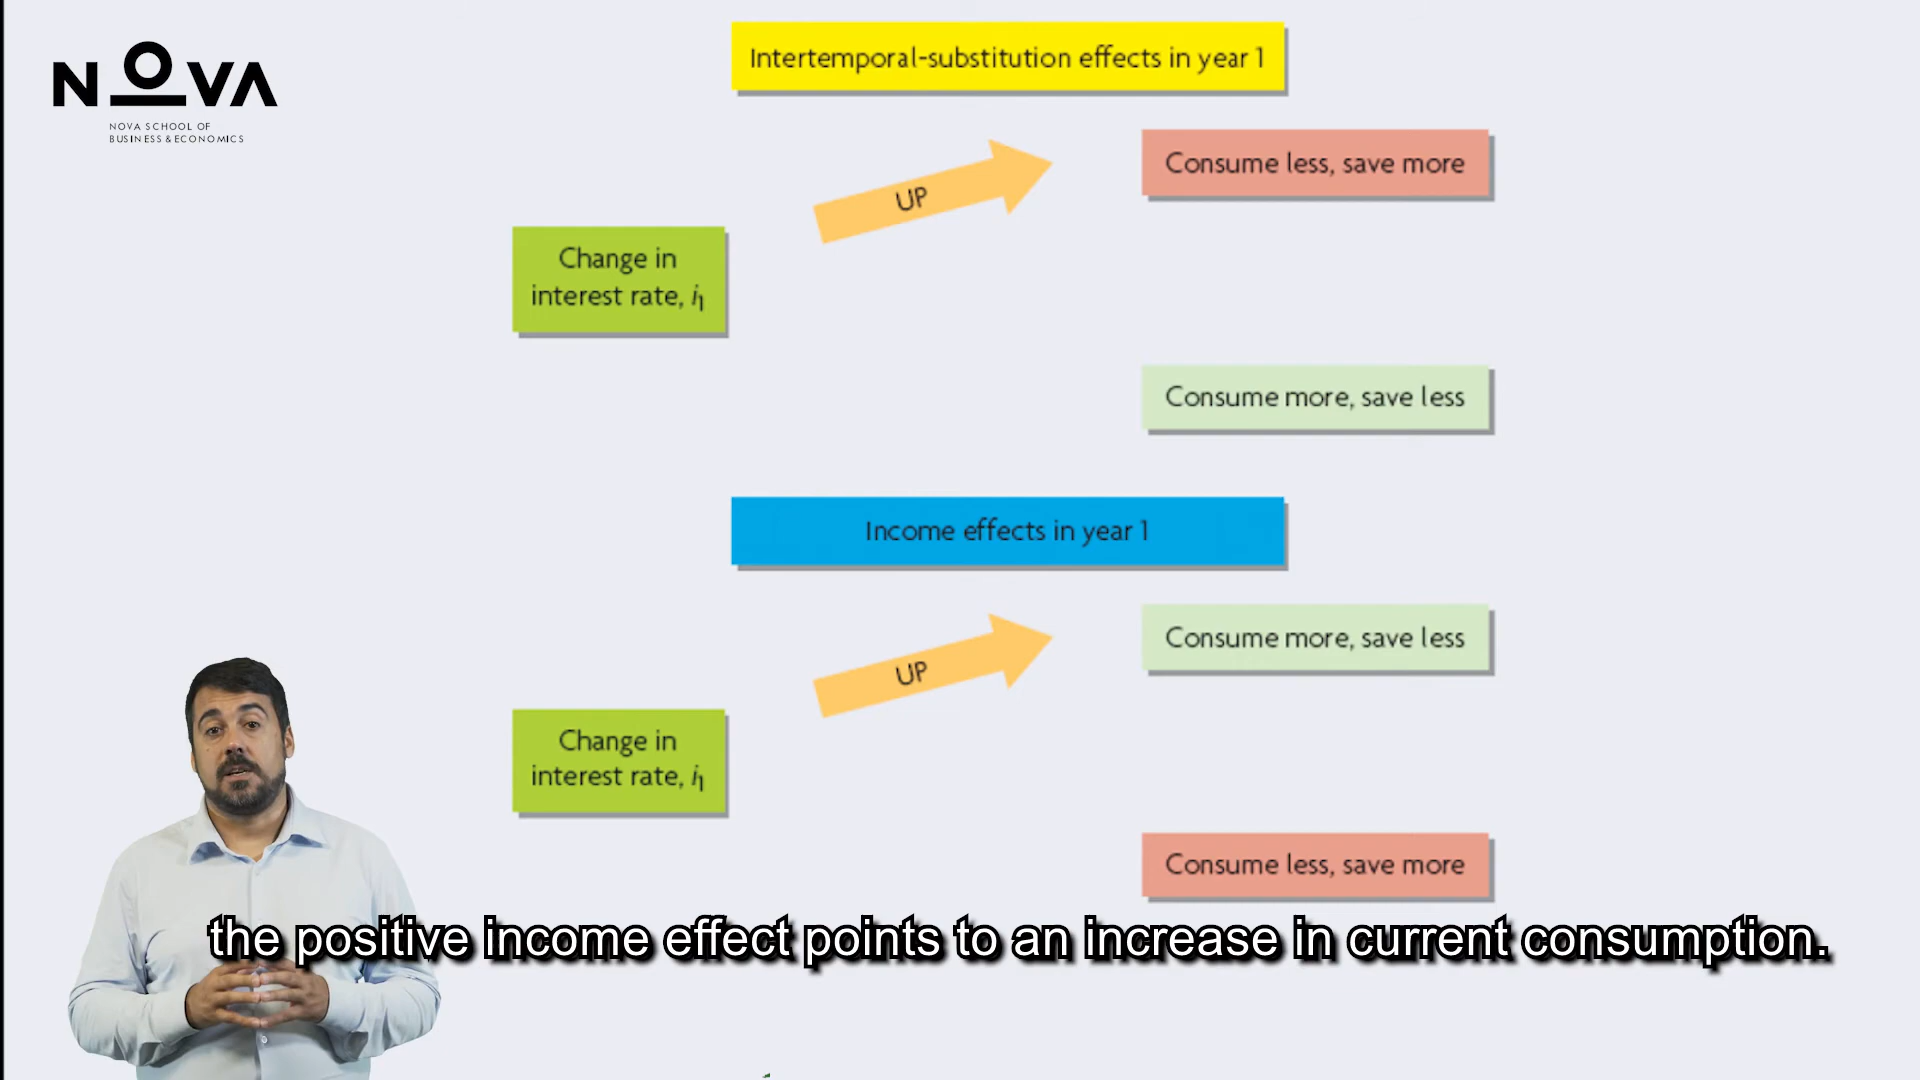 NOVA
NOVA SCHOOL OF
BUSINESS & ECONOMICS
Intertemporal-substitution effects in year 1
Consume less, save more
UP
Change in
interest rate, i1
Consume more, save less
Income effects in year 1
Consume more, save less
UP
Change in
interest rate, i1
Consume less, save more
the positive income effect points to an increase in current consumption.